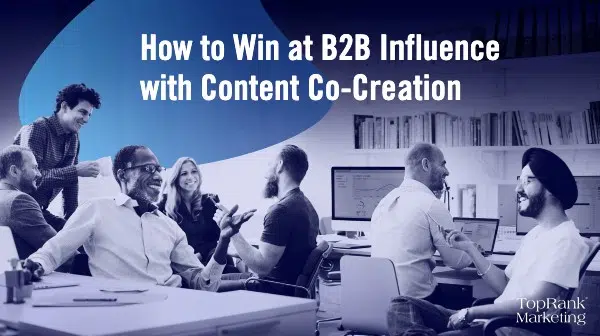 How to Win at B2B Influence
with Content Co-Creation
TopRank
Marketing